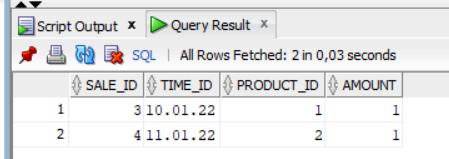 Script Output x Query Result x
SQL | All Rows Fetched: 2 in 0,03 seconds
SALE_ID TIME_ID PRODUCT_ID AMOUNT
1 3 10.01.22 1 1
2 4 11.01.22 2 1